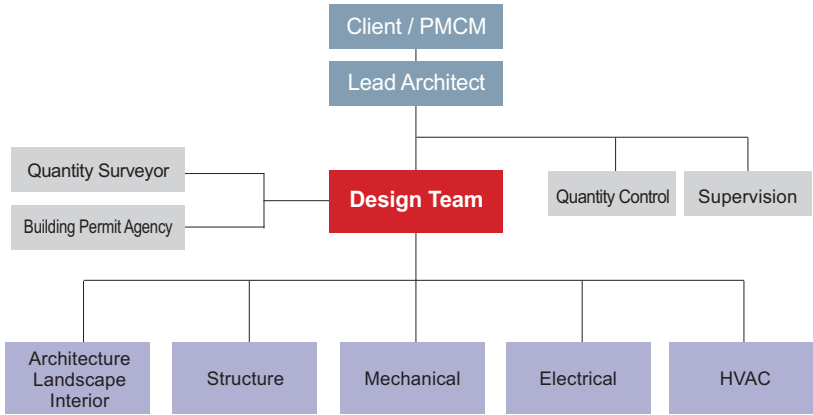 Client / PMCM
Lead Architect
Quantity Surveyor
Building Permit Agency
Design Team
Quantity Control
Supervision
Architecture
Landscape
Interior
Structure
Mechanical
Electrical
HVAC